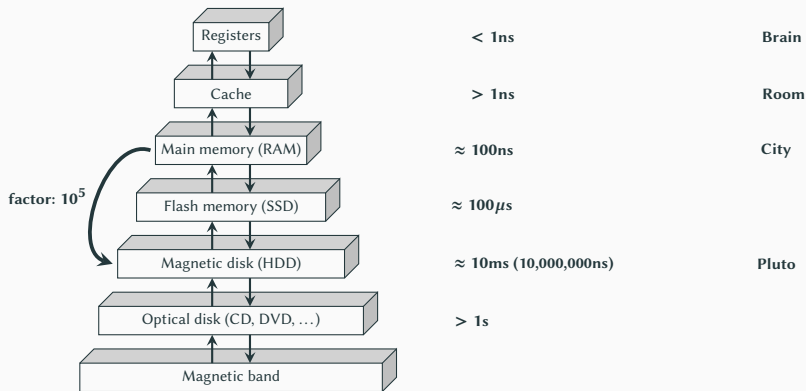 Registers < 1ns Brain
Cache > 1ns Room
Main memory (RAM) ≈ 100ns City
factor: 10⁵
Flash memory (SSD) ≈ 100μs
Magnetic disk (HDD) ≈ 10ms (10,000,000ns) Pluto
Optical disk (CD, DVD, …) > 1s
Magnetic band